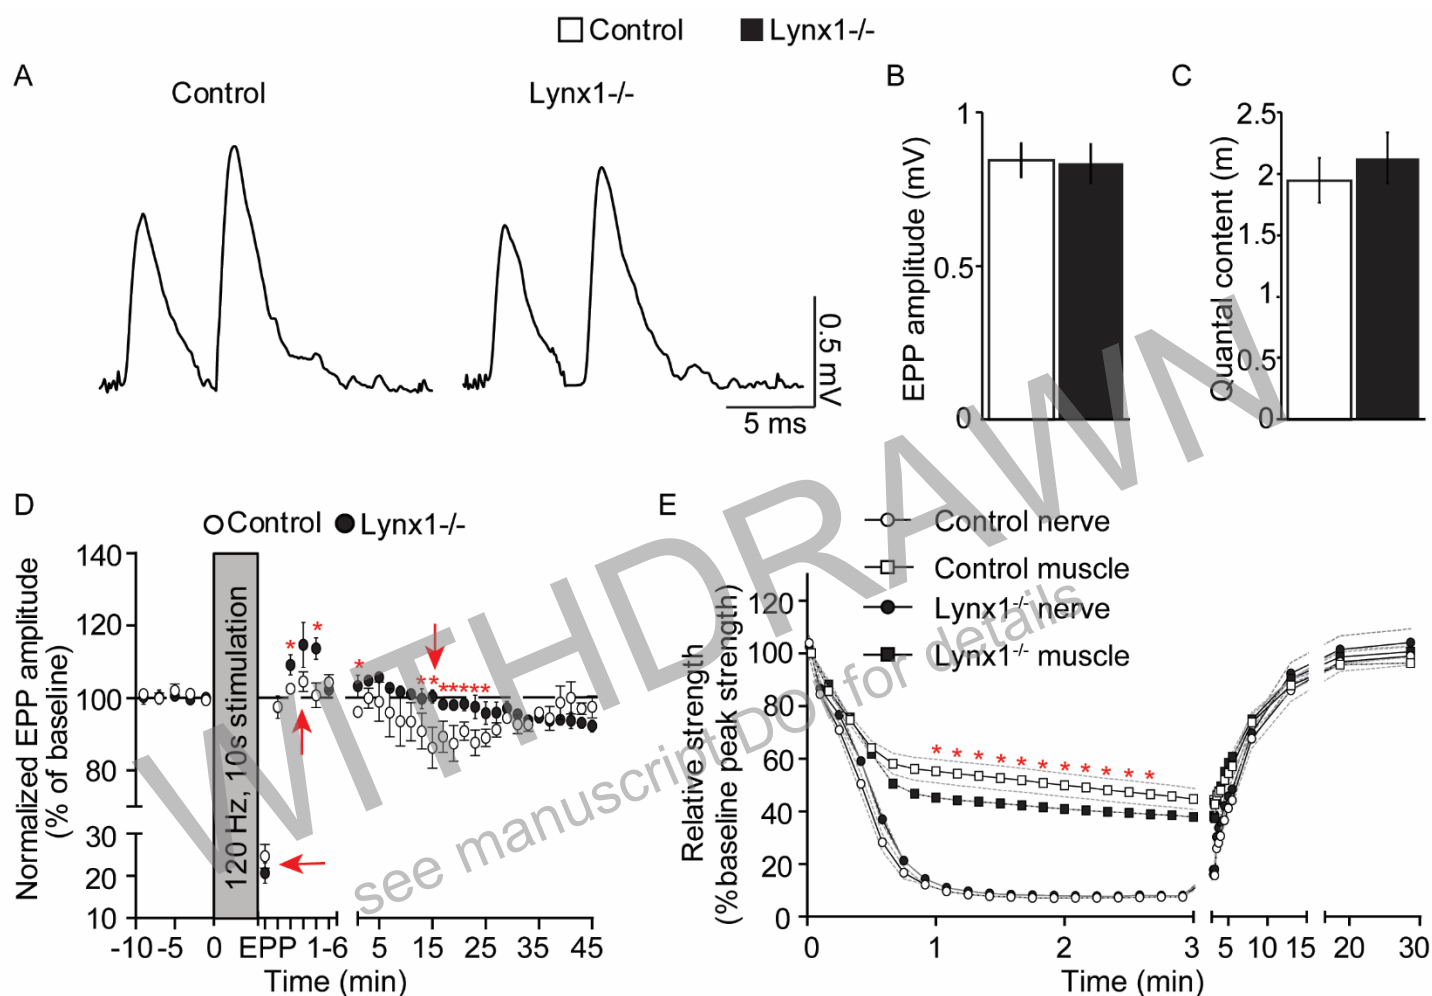 Control
Lynx1-/-
A
Control
Lynx1-/-
0.5 mV
5 ms
B
EPP amplitude (mV)
1
0.5
0
C
Quantal content (m)
2.5
2
1.5
1
0.5
0
D
Control
Lynx1-/-
Normalized EPP amplitude
(% of baseline)
140
120
100
80
30
20
10
120 Hz, 10s stimulation
*
*
*
* * * * * * *
-10 -5 0 EPP 1-6 5 15 25 35 45
Time (min)
E
Control nerve
Control muscle
Lynx1-/- nerve
Lynx1-/- muscle
Relative strength
(%baseline peak strength)
120
100
80
60
40
20
0
* * * * * * * * * * *
0 1 2 3 5 10 15 20 30
Time (min)
WITHDRAWN
see manuscript DOI for details